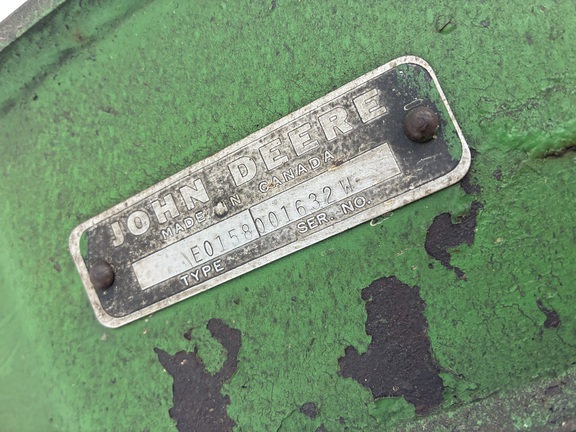 JOHN DEERE
MADE IN CANADA
E0158 001632W
TYPE SER. NO.